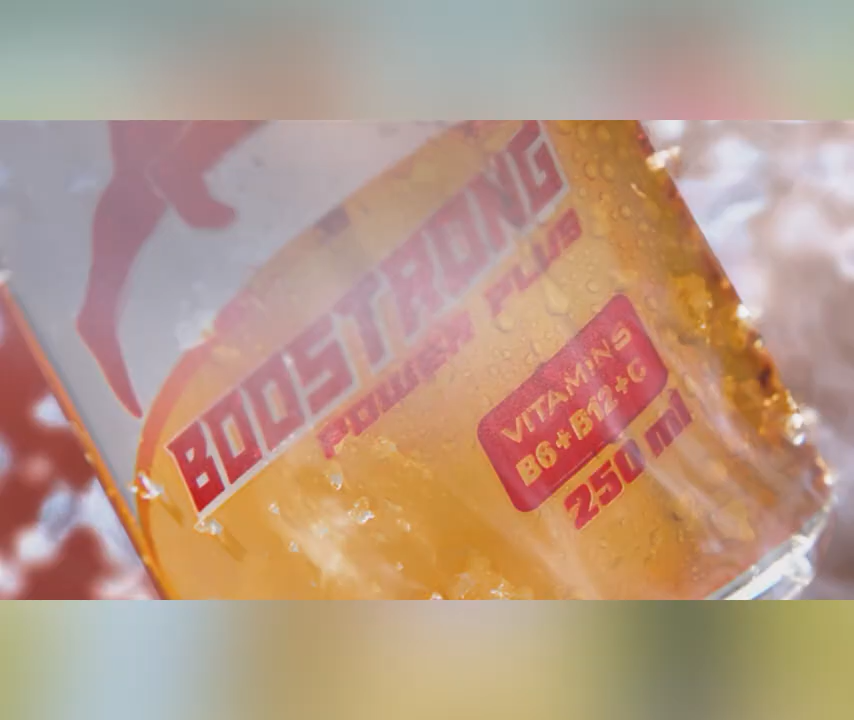 BOOSTRONG
POWER PLUS
VITAMINS
B6+B12+C
250 ml